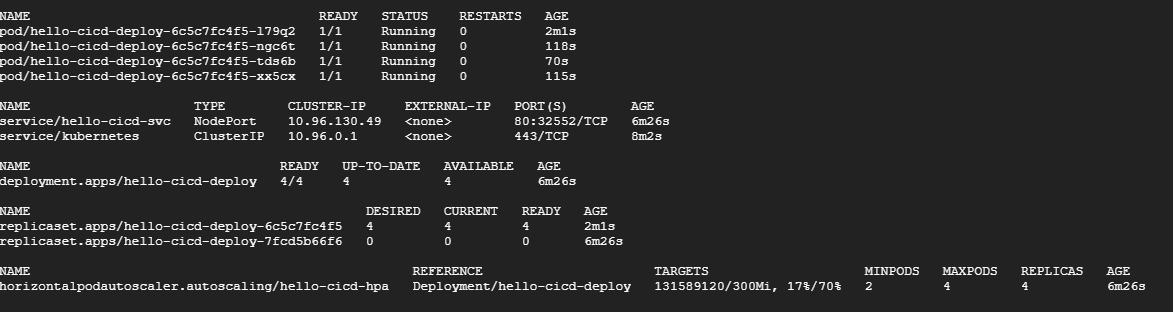 NAME READY STATUS RESTARTS AGE
pod/hello-cicd-deploy-6c5c7fc4f5-l79q2 1/1 Running 0 2m1s
pod/hello-cicd-deploy-6c5c7fc4f5-ngc6t 1/1 Running 0 118s
pod/hello-cicd-deploy-6c5c7fc4f5-tds6b 1/1 Running 0 70s
pod/hello-cicd-deploy-6c5c7fc4f5-xx5cx 1/1 Running 0 115s
NAME TYPE CLUSTER-IP EXTERNAL-IP PORT(S) AGE
service/hello-cicd-svc NodePort 10.96.130.49 <none> 80:32552/TCP 6m26s
service/kubernetes ClusterIP 10.96.0.1 <none> 443/TCP 8m2s
NAME READY UP-TO-DATE AVAILABLE AGE
deployment.apps/hello-cicd-deploy 4/4 4 4 6m26s
NAME DESIRED CURRENT READY AGE
replicaset.apps/hello-cicd-deploy-6c5c7fc4f5 4 4 4 2m1s
replicaset.apps/hello-cicd-deploy-7fcd5b66f6 0 0 0 6m26s
NAME REFERENCE TARGETS MINPODS MAXPODS REPLICAS AGE
horizontalpodautoscaler.autoscaling/hello-cicd-hpa Deployment/hello-cicd-deploy 131589120/300Mi, 17%/70% 2 4 4 6m26s